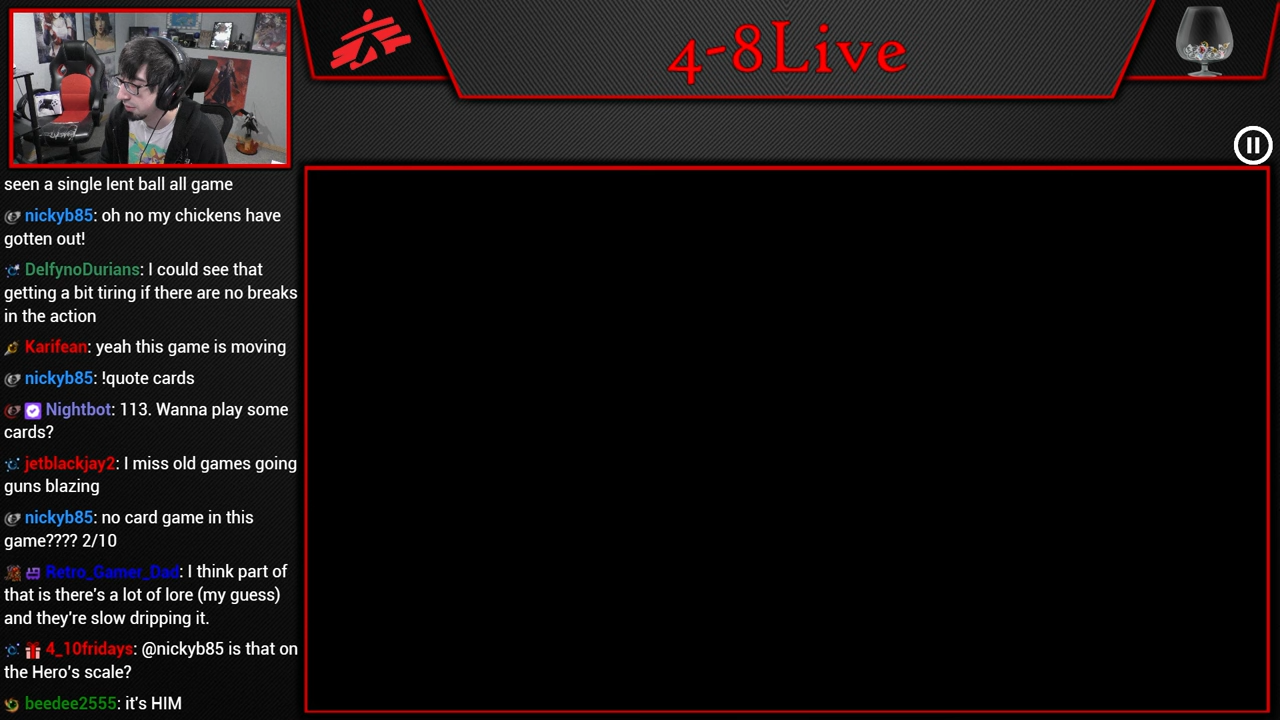 4-8Live
seen a single lent ball all game
nickyb85: oh no my chickens have
gotten out!
DelfynoDurians: I could see that
getting a bit tiring if there are no breaks
in the action
Karifean: yeah this game is moving
nickyb85: !quote cards
Nightbot: 113. Wanna play some
cards?
jetblackjay2: I miss old games going
guns blazing
nickyb85: no card game in this
game???? 2/10
Retro_Gamer_Dad: I think part of
that is there's a lot of lore (my guess)
and they're slow dripping it.
4_10fridays: @nickyb85 is that on
the Hero's scale?
beedee2555: it's HIM